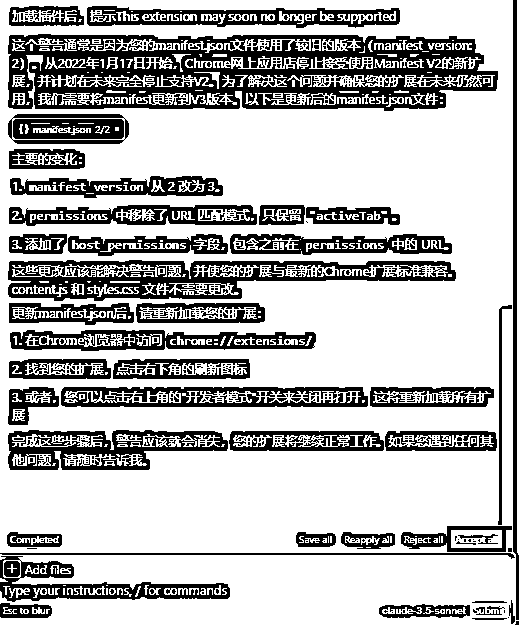 加载插件后，提示This extension may soon no longer be supported
这个警告通常是因为您的manifest.json文件使用了较旧的版本（manifest_version:
2）。从2022年1月17日开始，Chrome网上应用店停止接受使用Manifest V2的新扩
展，并计划在未来完全停止支持V2。为了解决这个问题并确保您的扩展在未来仍然可
用，我们需要将manifest更新到V3版本。以下是更新后的manifest.json文件：
{} manifest.json 2/2 •
主要的变化：
1. manifest_version 从 2 改为 3。
2. permissions 中移除了 URL 匹配模式，只保留 "activeTab"。
3. 添加了 host_permissions 字段，包含之前在 permissions 中的 URL。
这些更改应该能解决警告问题，并使您的扩展与最新的Chrome扩展标准兼容。
content.js 和 styles.css 文件不需要更改。
更新manifest.json后，请重新加载您的扩展：
1. 在Chrome浏览器中访问 chrome://extensions/
2. 找到您的扩展，点击右下角的刷新图标
3. 或者，您可以点击右上角的"开发者模式"开关来关闭再打开，这将重新加载所有扩
展
完成这些步骤后，警告应该就会消失，您的扩展将继续正常工作。如果您遇到任何其
他问题，请随时告诉我。
Completed Save all Reapply all Reject all Accept all
+ Add files
Type your instructions, / for commands
Esc to blur claude-3.5-sonnet Submit